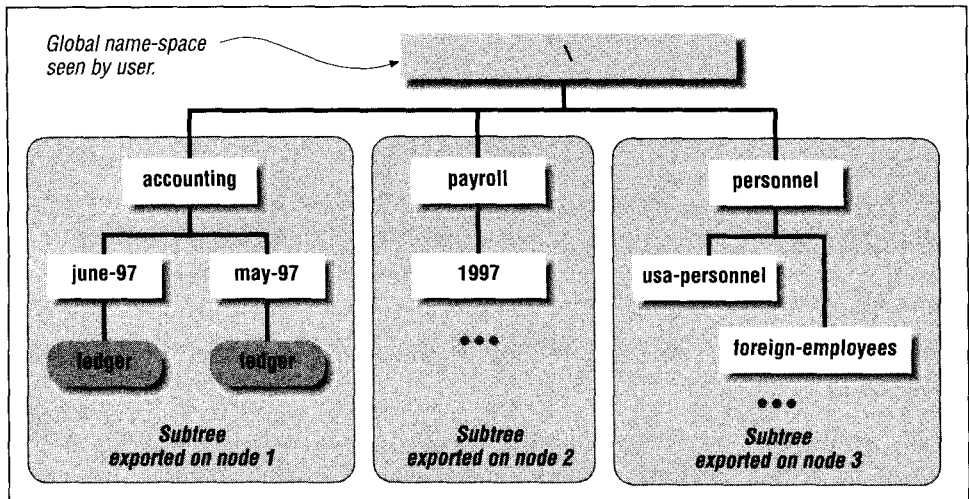 Global name-space
seen by user.
\
accounting
payroll
personnel
june-97
may-97
1997
usa-personnel
ledger
ledger
•••
foreign-employees
•••
Subtree
exported on node 1
Subtree
exported on node 2
Subtree
exported on node 3